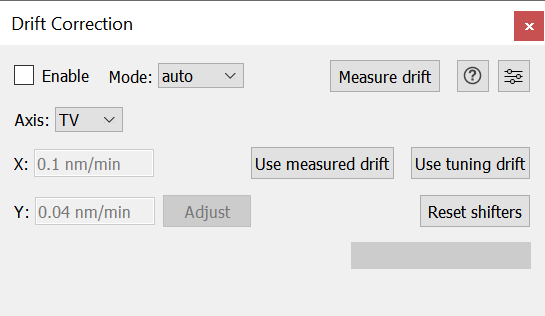 Drift Correction
Enable Mode: auto Measure drift ?
Axis: TV
X: 0.1 nm/min Use measured drift Use tuning drift
Y: 0.04 nm/min Adjust Reset shifters